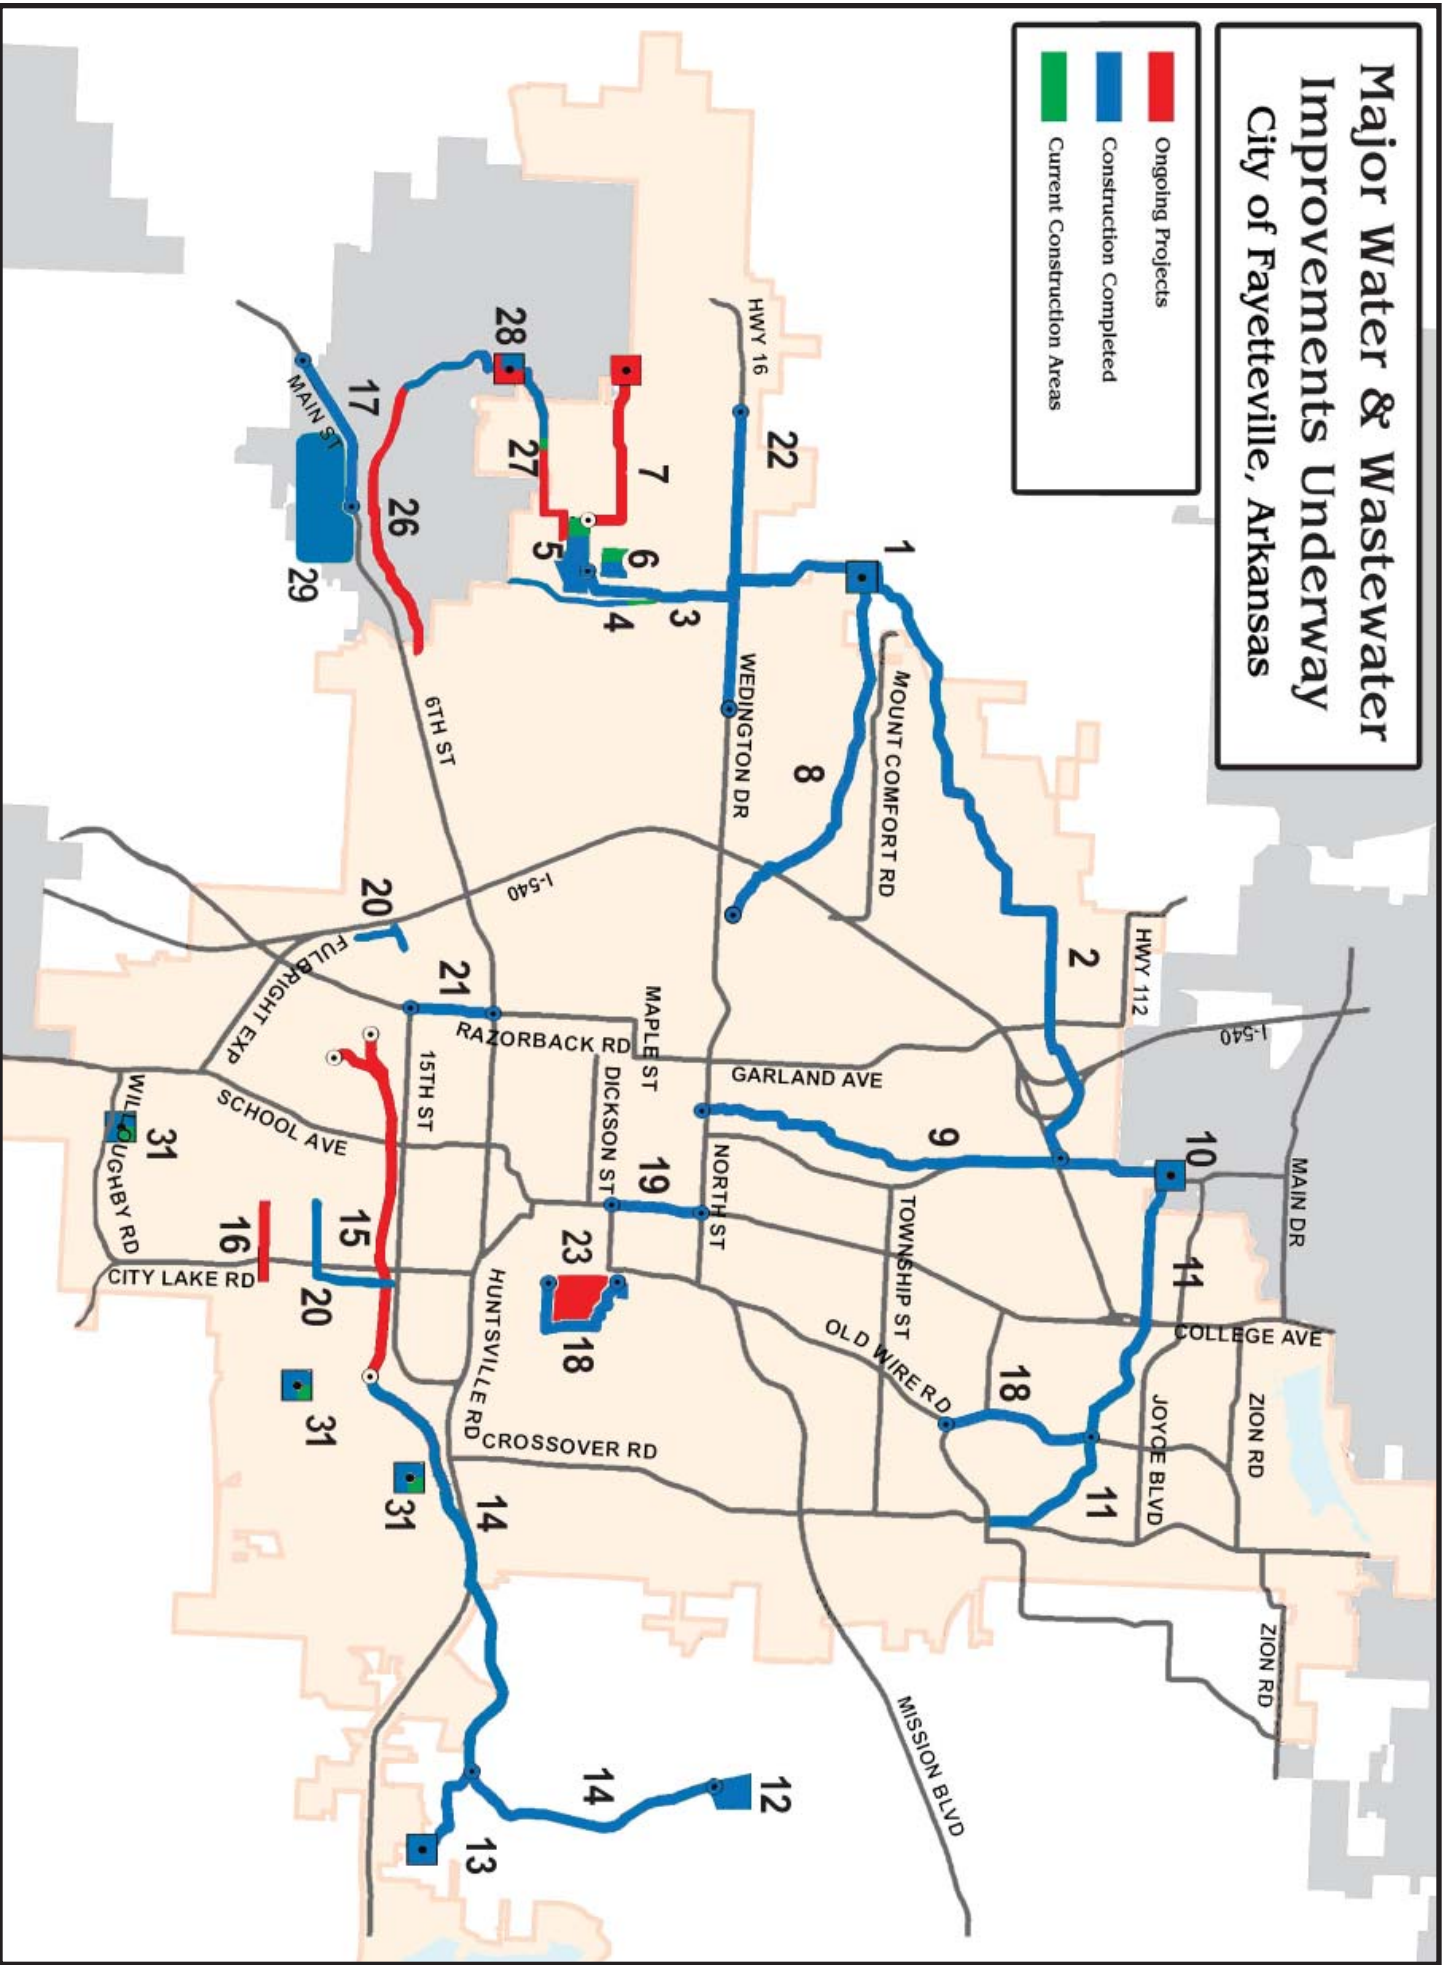 Major Water & Wastewater
Improvements Underway
City of Fayetteville, Arkansas
Ongoing Projects
Construction Completed
Current Construction Areas
MAIN DR
ZION RD
ZION RD
HWY 112
I-540
10
11
COLLEGE AVE
JOYCE BLVD
11
2
18
1
MOUNT COMFORT RD
9
TOWNSHIP ST
OLD WIRE RD
MISSION BLVD
8
22
HWY 16
WEDINGTON DR
GARLAND AVE
NORTH ST
12
7
6
3
4
5
MAPLE ST
19
DICKSON ST
CROSSOVER RD
14
28
27
I-540
RAZORBACK RD
23
18
HUNTSVILLE RD
14
13
6TH ST
21
15TH ST
26
17
MAIN ST
29
20
FULBRIGHT EXP
SCHOOL AVE
15
20
31
31
16
CITY LAKE RD
31
WILLOUGHBY RD